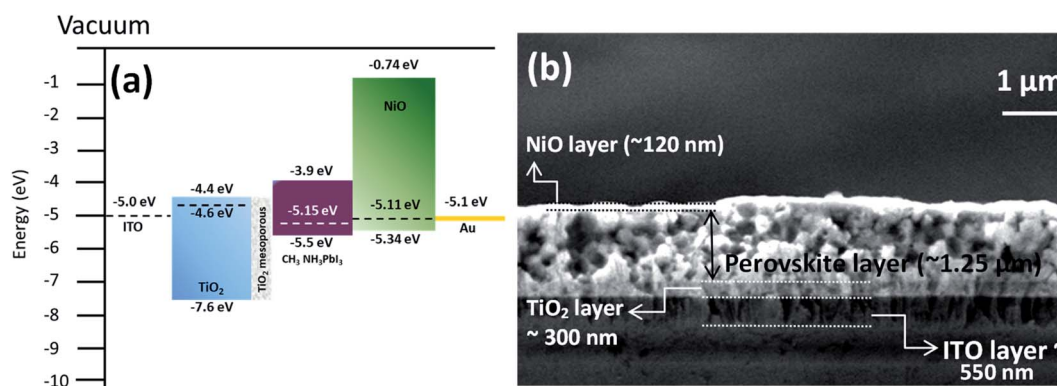 Vacuum
(a)
-0.74 eV
-1
NiO
-2
-3
-3.9 eV
-4
-4.4 eV
-5.0 eV
-4.6 eV
-5.15 eV
-5.11 eV
-5.1 eV
-5
ITO
Au
-5.5 eV
-5.34 eV
-6
CH3 NH3PbI3
TiO2 mesoporous
-7
TiO2
-7.6 eV
-8
-9
-10
Energy (eV)
(b)
1 μm
NiO layer (~120 nm)
Perovskite layer (~1.25 μm)
TiO2 layer
~ 300 nm
ITO layer ~
550 nm